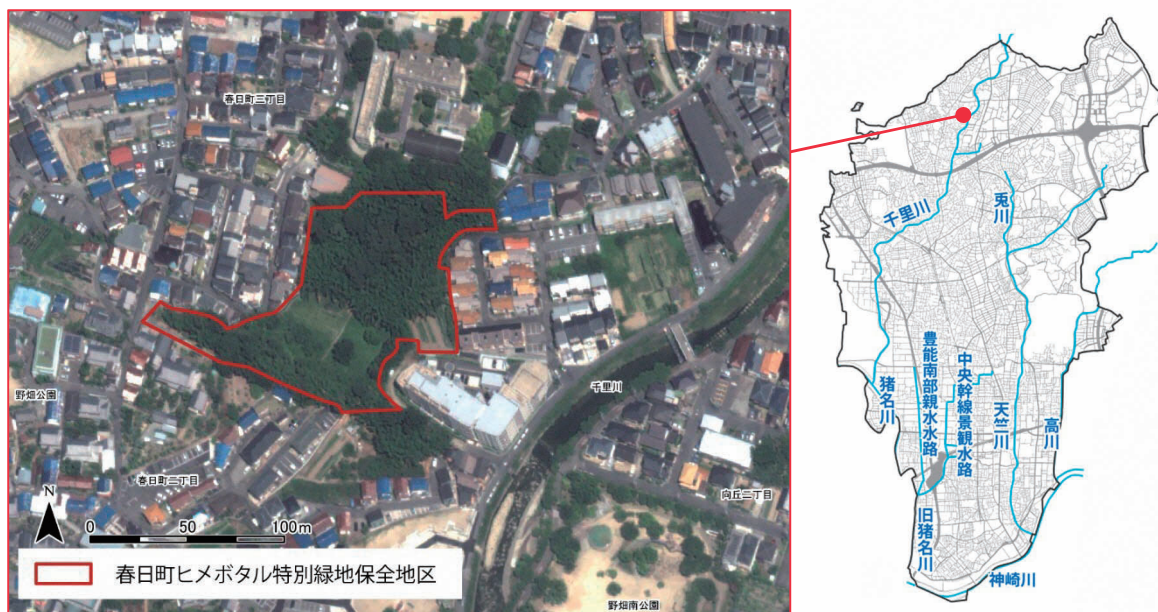 春日町三丁目
野畑公園
千里川
春日町二丁目
向丘二丁目
野畑南公園
N
0 50 100m
春日町ヒメボタル特別緑地保全地区
千里川
兎川
猪名川
豊能南部親水水路
中央幹線景観水路
天竺川
高川
旧猪名川
神崎川